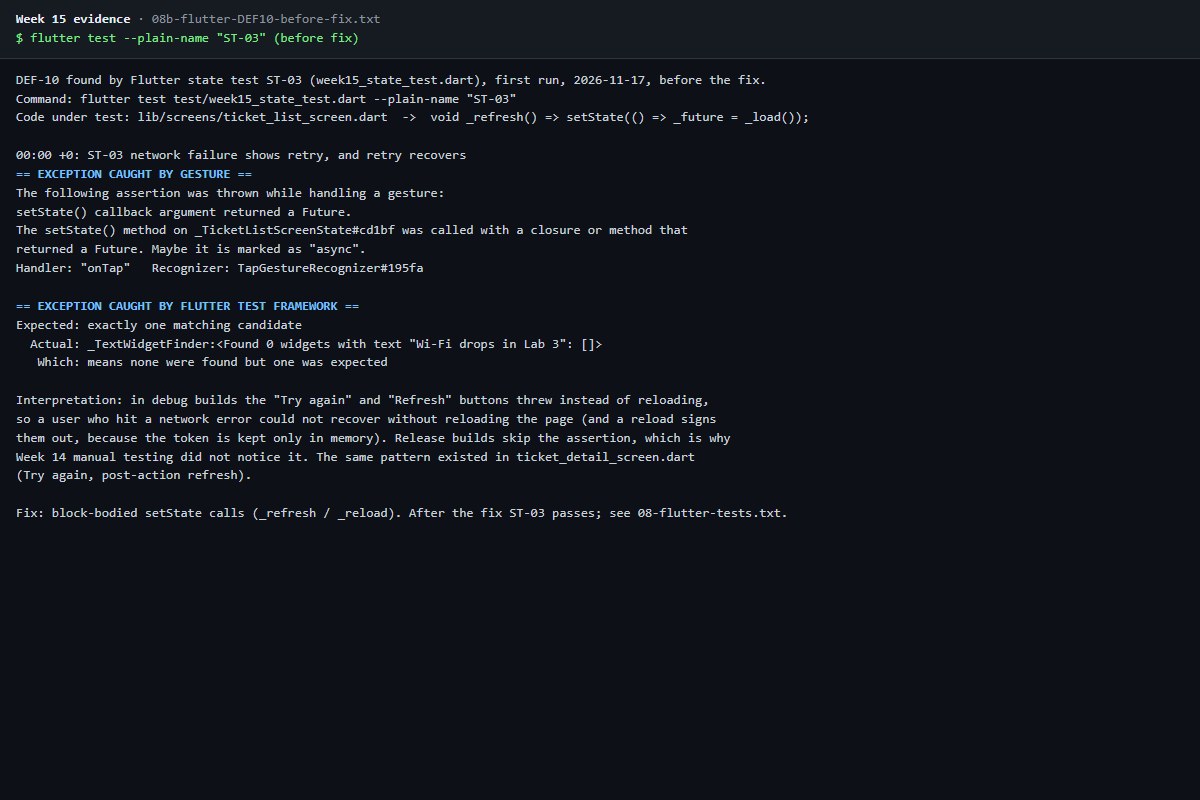 Week 15 evidence · 08b-flutter-DEF10-before-fix.txt
$ flutter test --plain-name "ST-03" (before fix)
DEF-10 found by Flutter state test ST-03 (week15_state_test.dart), first run, 2026-11-17, before the fix.
Command: flutter test test/week15_state_test.dart --plain-name "ST-03"
Code under test: lib/screens/ticket_list_screen.dart  ->  void _refresh() => setState(() => _future = _load());
00:00 +0: ST-03 network failure shows retry, and retry recovers
== EXCEPTION CAUGHT BY GESTURE ==
The following assertion was thrown while handling a gesture:
setState() callback argument returned a Future.
The setState() method on _TicketListScreenState#cd1bf was called with a closure or method that
returned a Future. Maybe it is marked as "async".
Handler: "onTap"   Recognizer: TapGestureRecognizer#195fa
== EXCEPTION CAUGHT BY FLUTTER TEST FRAMEWORK ==
Expected: exactly one matching candidate
  Actual: _TextWidgetFinder:<Found 0 widgets with text "Wi-Fi drops in Lab 3": []>
   Which: means none were found but one was expected
Interpretation: in debug builds the "Try again" and "Refresh" buttons threw instead of reloading,
so a user who hit a network error could not recover without reloading the page (and a reload signs
them out, because the token is kept only in memory). Release builds skip the assertion, which is why
Week 14 manual testing did not notice it. The same pattern existed in ticket_detail_screen.dart
(Try again, post-action refresh).
Fix: block-bodied setState calls (_refresh / _reload). After the fix ST-03 passes; see 08-flutter-tests.txt.